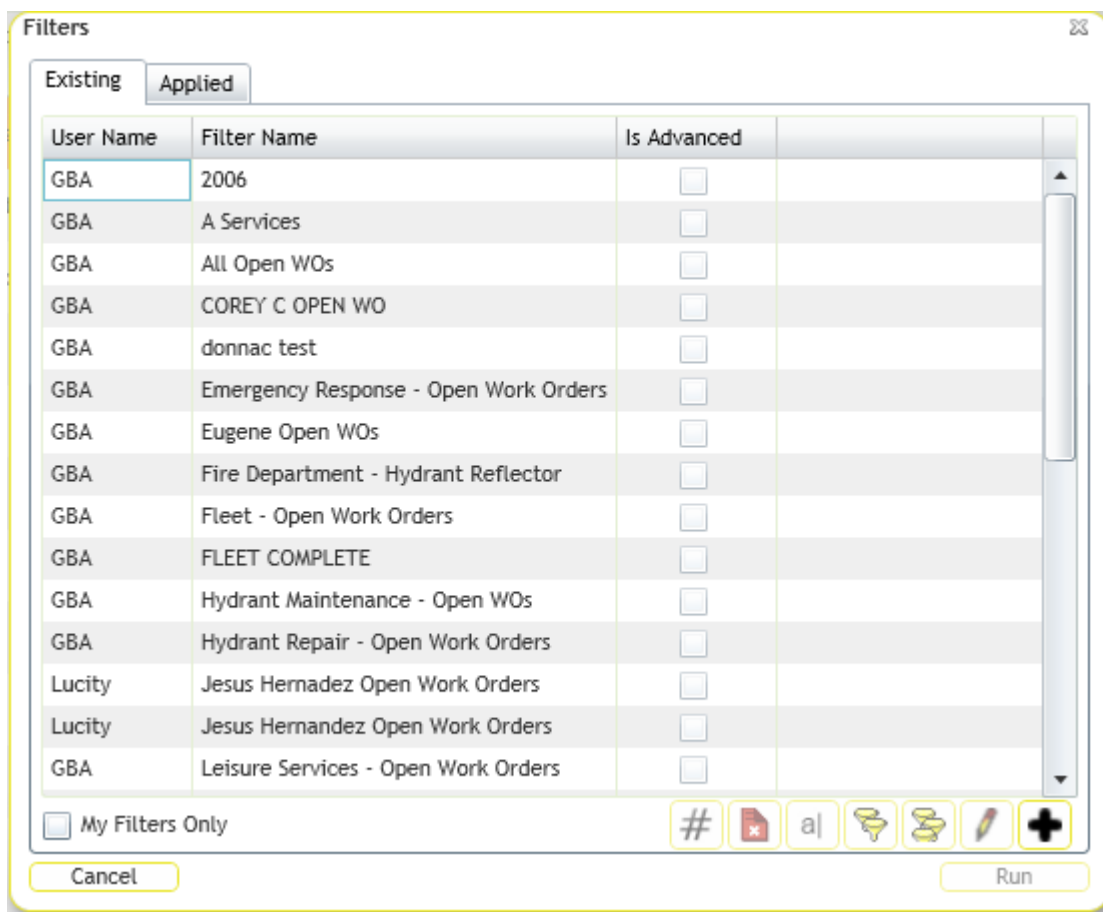 Filters
Existing Applied
User Name Filter Name Is Advanced
GBA 2006
GBA A Services
GBA All Open WOs
GBA COREY C OPEN WO
GBA donnac test
GBA Emergency Response - Open Work Orders
GBA Eugene Open WOs
GBA Fire Department - Hydrant Reflector
GBA Fleet - Open Work Orders
GBA FLEET COMPLETE
GBA Hydrant Maintenance - Open WOs
GBA Hydrant Repair - Open Work Orders
Lucity Jesus Hernadez Open Work Orders
Lucity Jesus Hernandez Open Work Orders
GBA Leisure Services - Open Work Orders
My Filters Only # a|
Cancel Run